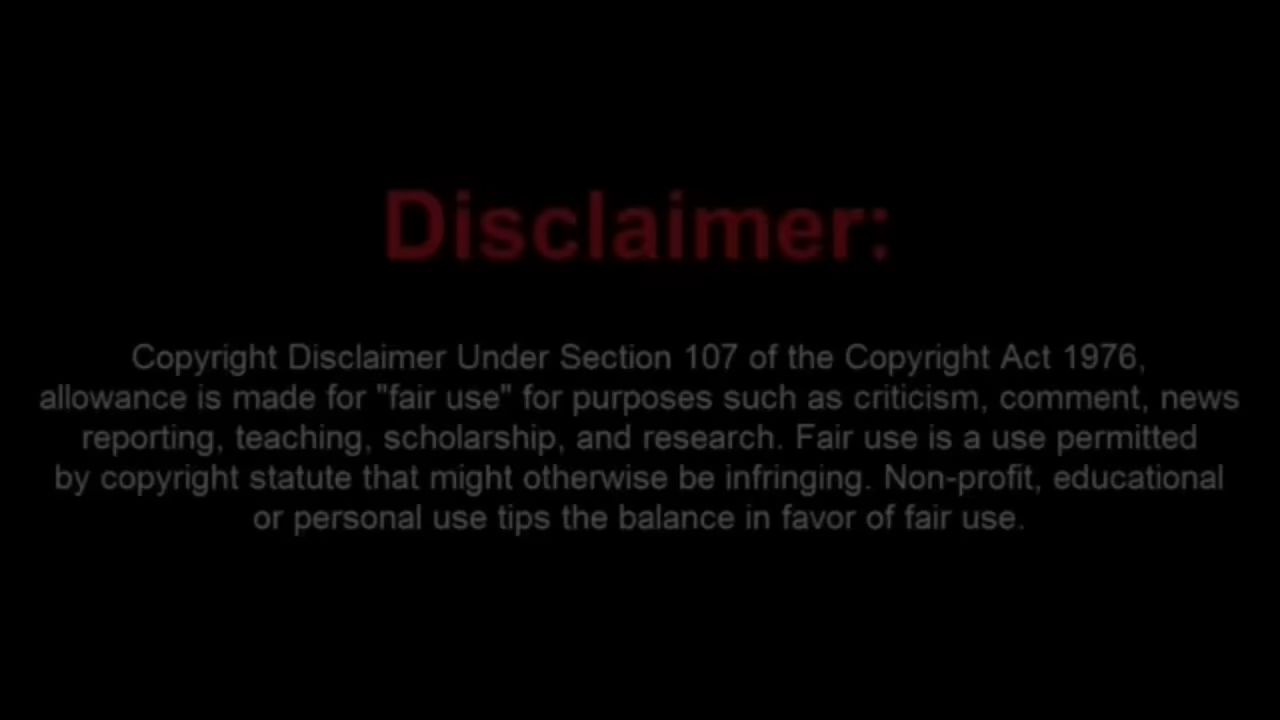 Disclaimer:
Copyright Disclaimer Under Section 107 of the Copyright Act 1976,
allowance is made for "fair use" for purposes such as criticism, comment, news
reporting, teaching, scholarship, and research. Fair use is a use permitted
by copyright statute that might otherwise be infringing. Non-profit, educational
or personal use tips the balance in favor of fair use.